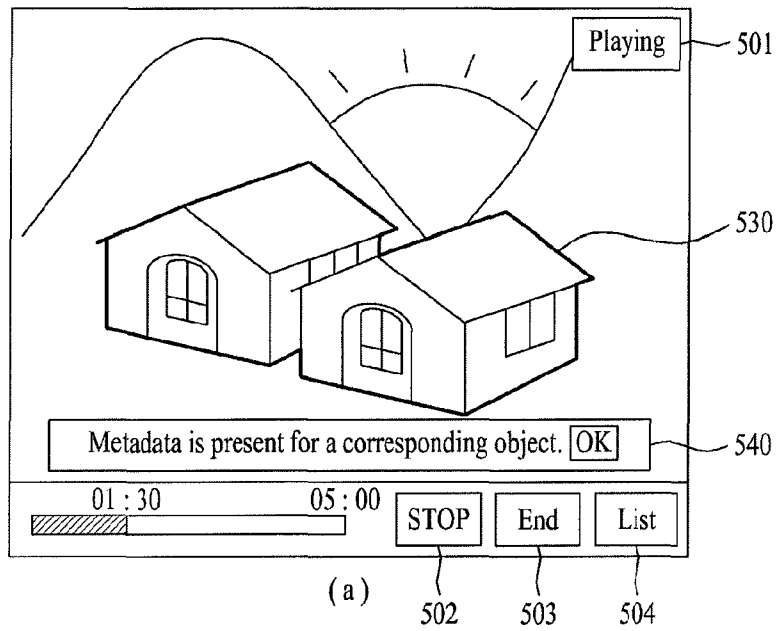 Playing
501
530
Metadata is present for a corresponding object. OK
540
01 : 30 05 : 00
STOP End List
(a)
502 503 504